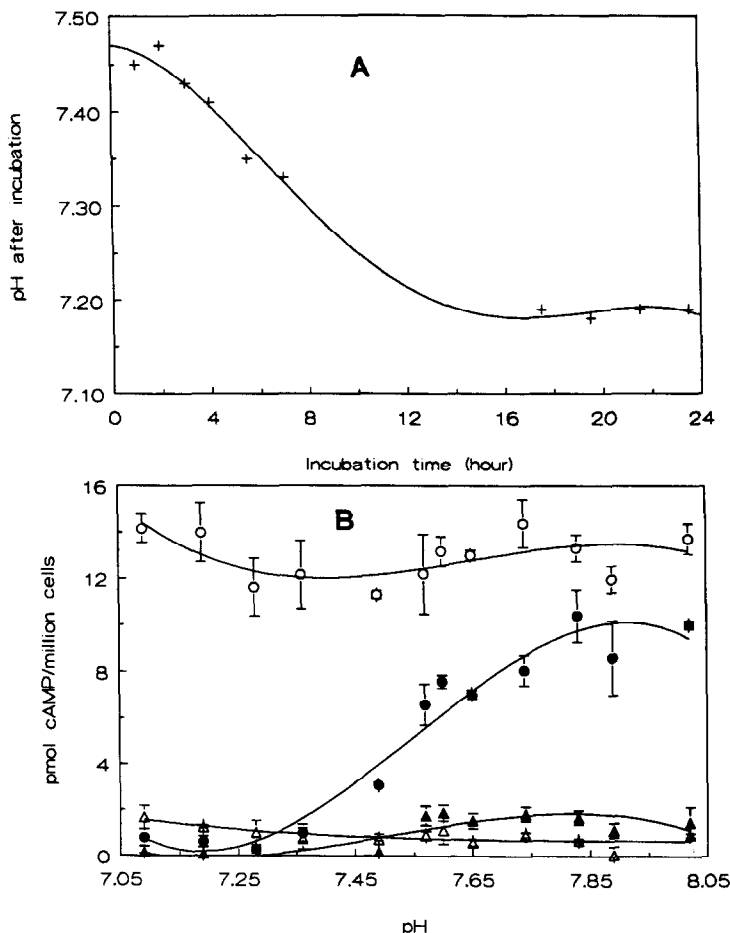 7.50
A
7.40
7.30
7.20
7.10
pH after incubation
0 4 8 12 16 20 24
Incubation time (hour)
16
B
12
8
4
0
pmol cAMP/million cells
7.05 7.25 7.45 7.65 7.85 8.05
pH